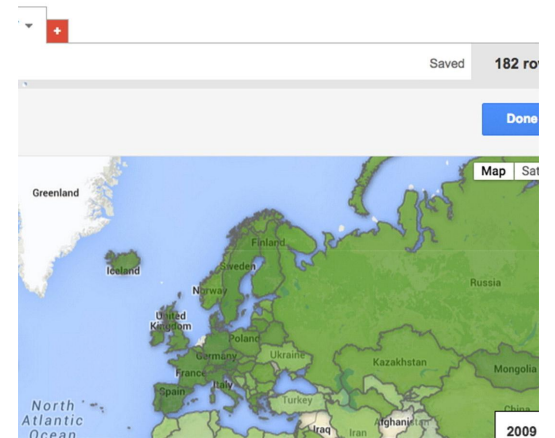 +
Saved
182 ro
Done
Map Sat
Greenland
Iceland
Finland
Sweden
Norway
Russia
United
Kingdom
Poland
Germany
Ukraine
Kazakhstan
France
Mongolia
Spain
Italy
Turkey
China
North
Atlantic
Ocean
Iraq
Iran
Afghanistan
2009